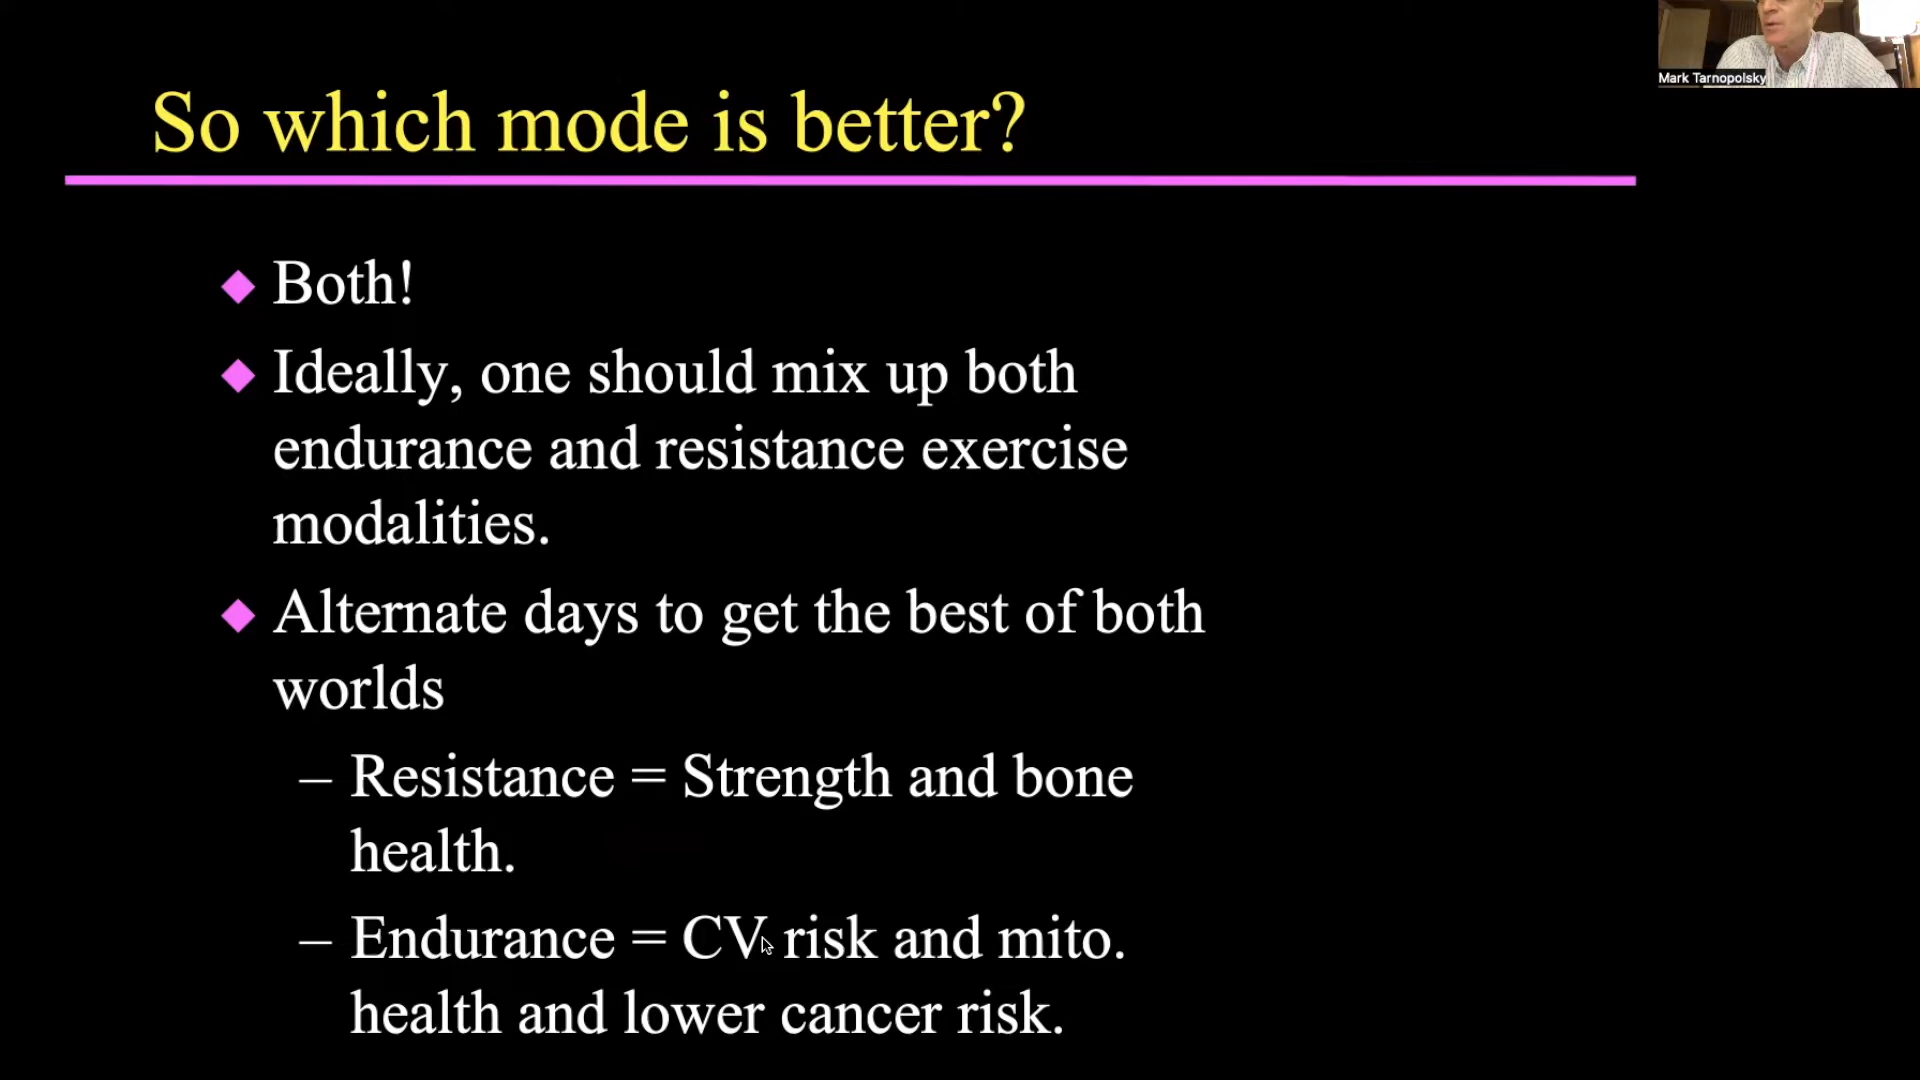 Mark Tarnopolsky
So which mode is better?
Both!
Ideally, one should mix up both
endurance and resistance exercise
modalities.
Alternate days to get the best of both
worlds
– Resistance = Strength and bone
health.
– Endurance = CV risk and mito.
health and lower cancer risk.